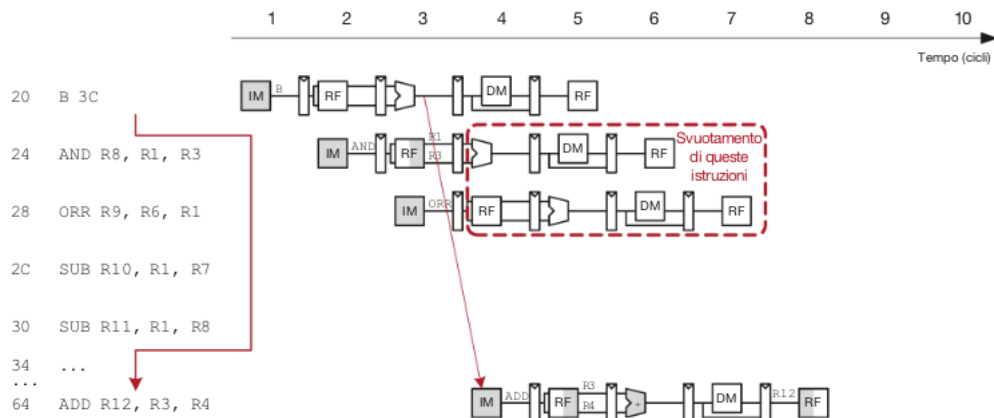 1 2 3 4 5 6 7 8 9 10
Tempo (cicli)
20 B 3C
IM B RF DM RF
24 AND R8, R1, R3
IM AND RF R1 R3 DM RF
Svuotamento
di queste
istruzioni
28 ORR R9, R6, R1
IM ORR RF DM RF
2C SUB R10, R1, R7
30 SUB R11, R1, R8
34 ...
...
64 ADD R12, R3, R4
IM ADD RF R3 R4 + DM R12 RF